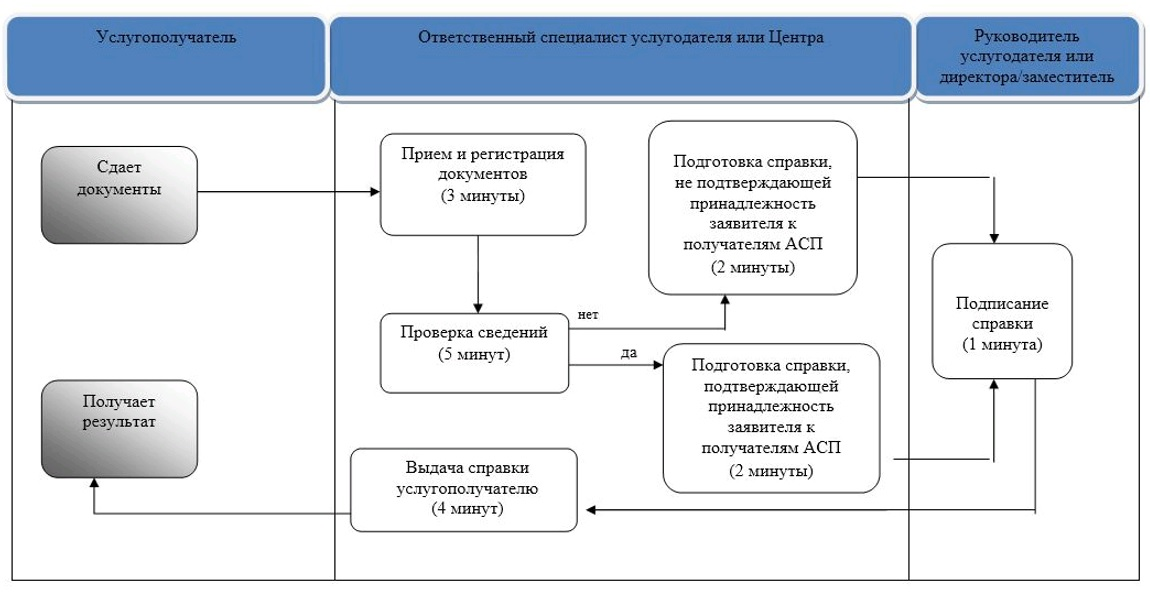 Услугополучатель
Ответственный специалист услугодателя или Центра
Руководитель
услугодателя или
директора/заместитель
Сдает
документы
Прием и регистрация
документов
(3 минуты)
Подготовка справки,
не подтверждающей
принадлежность
заявителя к
получателям АСП
(2 минуты)
Подписание
справки
(1 минута)
нет
Проверка сведений
(5 минут)
да
Подготовка справки,
подтверждающей
принадлежность
заявителя к
получателям АСП
(2 минуты)
Получает
результат
Выдача справки
услугополучателю
(4 минут)